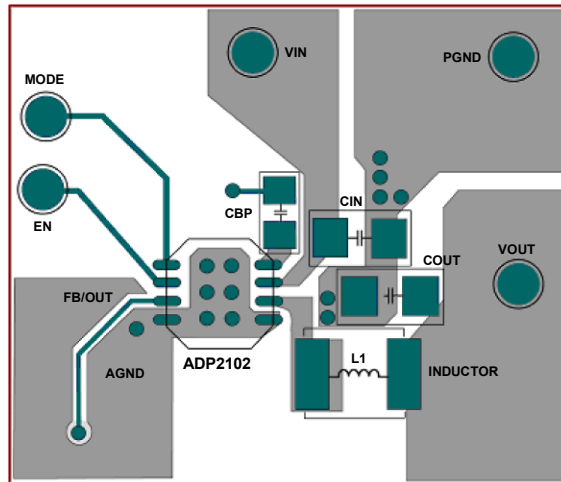 VIN
PGND
MODE
CBP
CIN
EN
COUT
VOUT
FB/OUT
AGND
ADP2102
L1
INDUCTOR